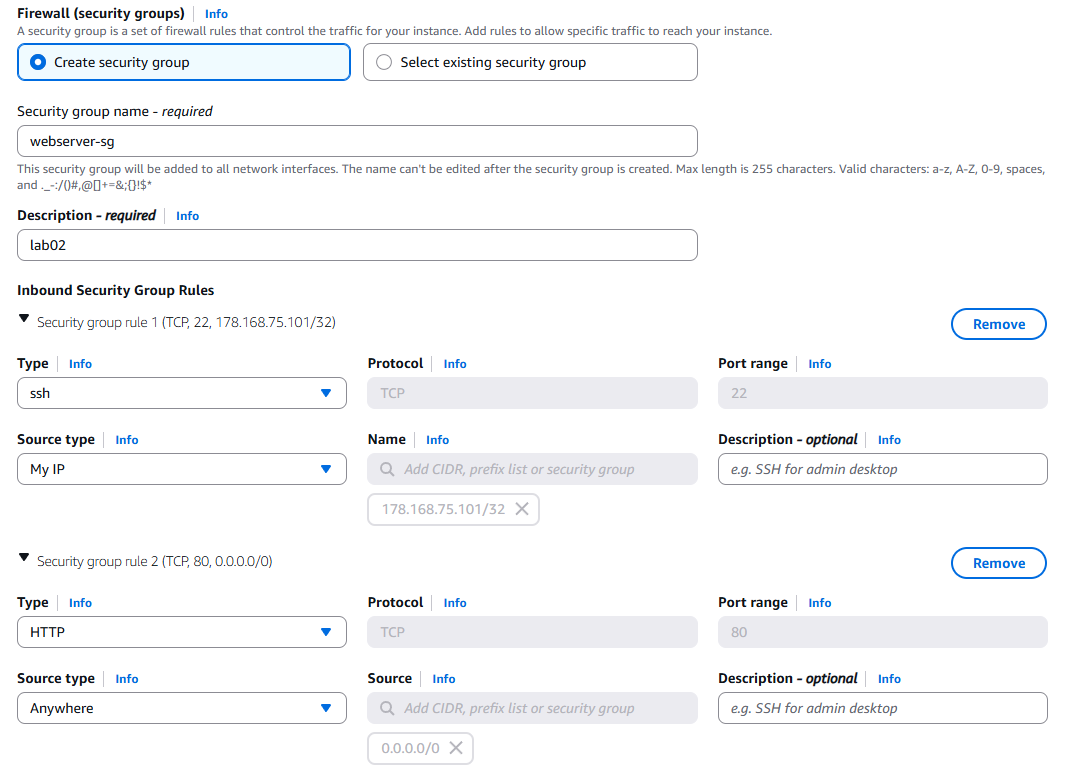 Firewall (security groups) Info
A security group is a set of firewall rules that control the traffic for your instance. Add rules to allow specific traffic to reach your instance.
Create security group Select existing security group
Security group name - required
webserver-sg
This security group will be added to all network interfaces. The name can't be edited after the security group is created. Max length is 255 characters. Valid characters: a-z, A-Z, 0-9, spaces,
and ._-:/()#,@[]+=&;{}!$*
Description - required Info
lab02
Inbound Security Group Rules
Security group rule 1 (TCP, 22, 178.168.75.101/32) Remove
Type Info Protocol Info Port range Info
ssh TCP 22
Source type Info Name Info Description - optional Info
My IP Add CIDR, prefix list or security group e.g. SSH for admin desktop
178.168.75.101/32
Security group rule 2 (TCP, 80, 0.0.0.0/0) Remove
Type Info Protocol Info Port range Info
HTTP TCP 80
Source type Info Source Info Description - optional Info
Anywhere Add CIDR, prefix list or security group e.g. SSH for admin desktop
0.0.0.0/0